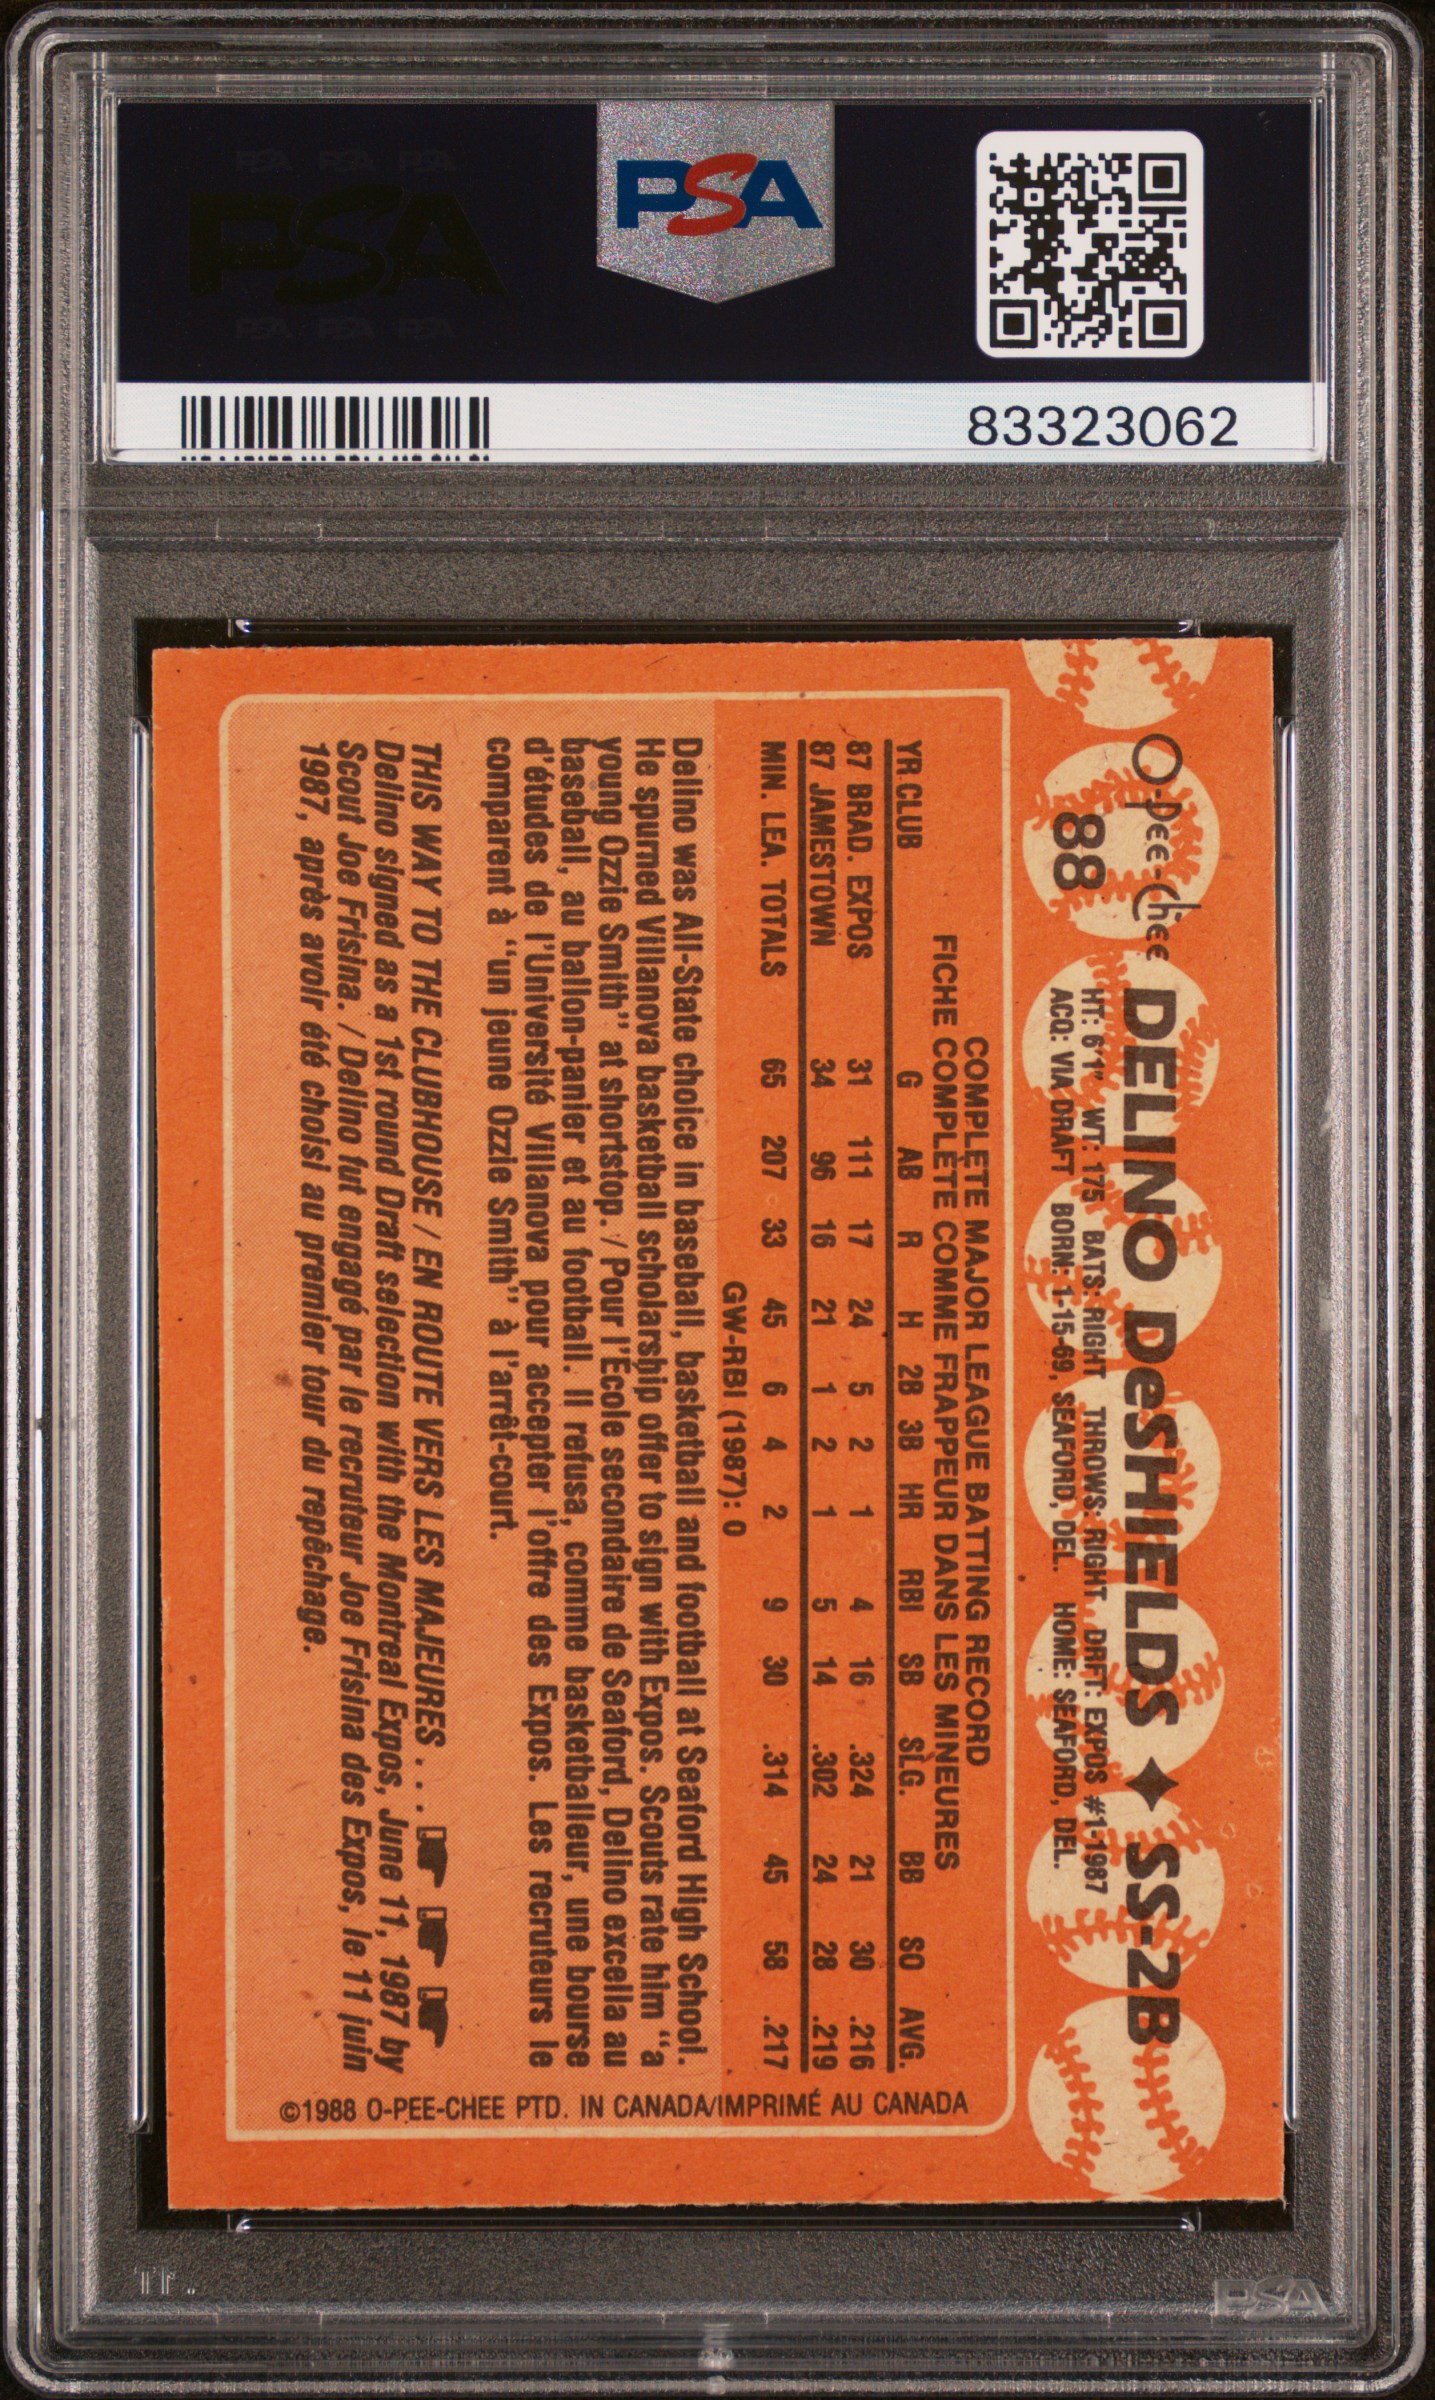 PSA PSA PSA
PSA
PSA PSA PSA
PSA
83323062
O-Pee-Chee
88
DELINO DeSHIELDS ♦ SS-2B
HT: 6'1" WT: 175 BATS: RIGHT THROWS: RIGHT DRFT: EXPOS #1-1987
ACQ: VIA DRAFT BORN: 1-15-69, SEAFORD, DEL. HOME: SEAFORD, DEL.
COMPLETE MAJOR LEAGUE BATTING RECORD
FICHE COMPLÈTE COMME FRAPPEUR DANS LES MINEURES
YR CLUB G AB R H 2B 3B HR RBI SB SLG. BB SO AVG.
87 BRAD. EXPOS 31 111 17 24 5 2 1 4 16 .324 21 30 .216
87 JAMESTOWN 34 96 16 21 1 2 1 5 14 .302 24 28 .219
MIN. LEA. TOTALS 65 207 33 45 6 4 2 9 30 .314 45 58 .217
GW-RBI (1987): 0
Delino was All-State choice in baseball, basketball and football at Seaford High School.
He spurned Villanova basketball scholarship offer to sign with Expos. Scouts rate him "a
young Ozzie Smith" at shortstop. / Pour l'École secondaire de Seaford, Delino excella au
baseball, au ballon-panier et au football. Il refusa, comme basketballeur, une bourse
d'études de l'Université Villanova pour accepter l'offre des Expos. Les recruteurs le
comparent à "un jeune Ozzie Smith" à l'arrêt-court.
THIS WAY TO THE CLUBHOUSE / EN ROUTE VERS LES MAJEURES . . .
Delino signed as a 1st round Draft selection with the Montreal Expos, June 11, 1987 by
Scout Joe Frisina. / Delino fut engagé par le recruteur Joe Frisina des Expos, le 11 juin
1987, après avoir été choisi au premier tour du repêchage.
©1988 O-PEE-CHEE PTD. IN CANADA/IMPRIMÉ AU CANADA
PSA